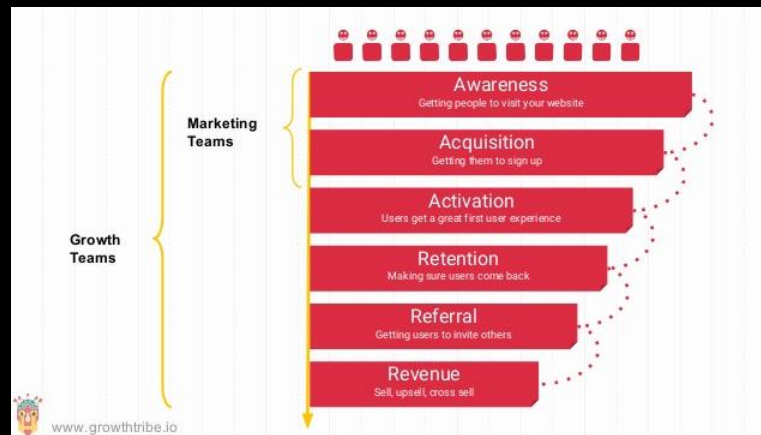 Awareness
Getting people to visit your website
Marketing
Teams
Acquisition
Getting them to sign up
Activation
Users get a great first user experience
Growth
Teams
Retention
Making sure users come back
Referral
Getting users to invite others
Revenue
Sell, upsell, cross sell
www.growthtribe.io